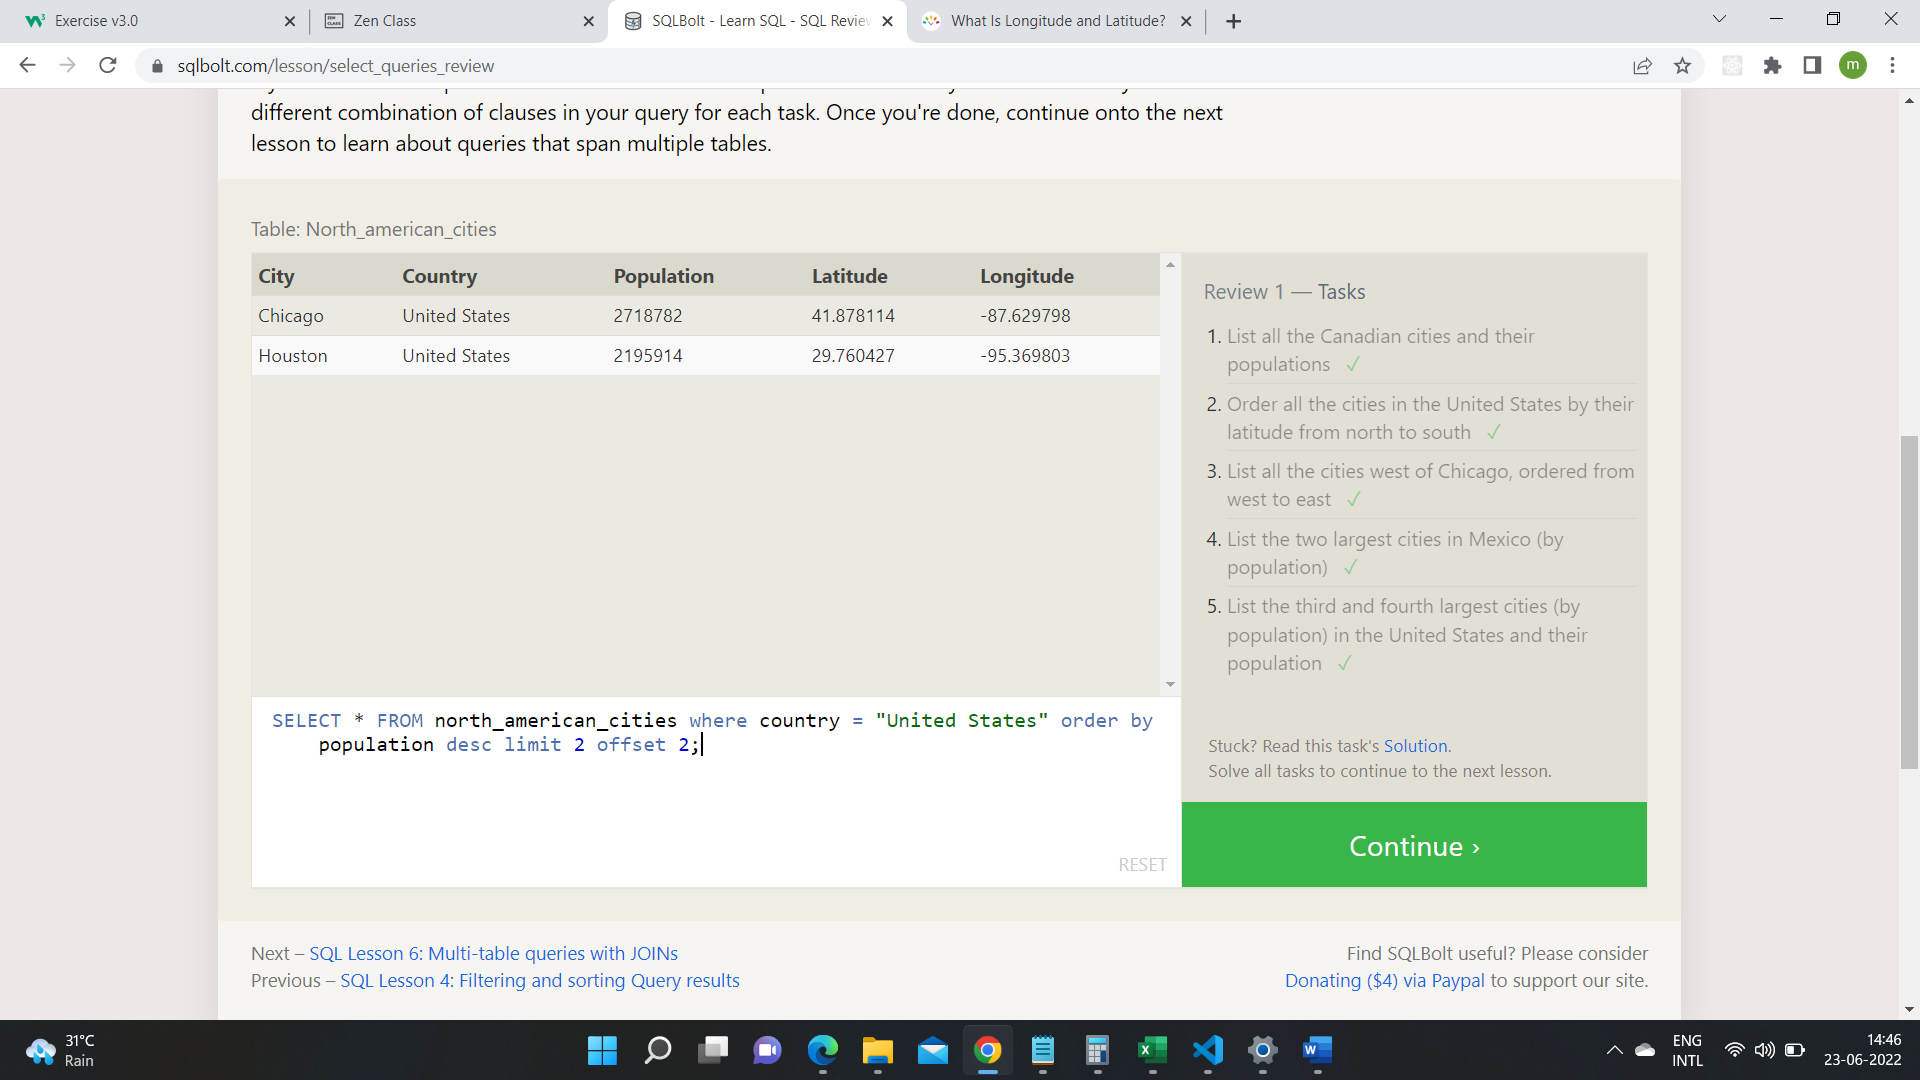 Exercise v3.0
Zen Class
SQLBolt - Learn SQL - SQL Review
What Is Longitude and Latitude?
sqlbolt.com/lesson/select_queries_review
m
different combination of clauses in your query for each task. Once you're done, continue onto the next
lesson to learn about queries that span multiple tables.
Table: North_american_cities
City Country Population Latitude Longitude
Chicago United States 2718782 41.878114 -87.629798
Houston United States 2195914 29.760427 -95.369803
SELECT * FROM north_american_cities where country = "United States" order by
population desc limit 2 offset 2;
RESET
Review 1 — Tasks
1. List all the Canadian cities and their
populations ✓
2. Order all the cities in the United States by their
latitude from north to south ✓
3. List all the cities west of Chicago, ordered from
west to east ✓
4. List the two largest cities in Mexico (by
population) ✓
5. List the third and fourth largest cities (by
population) in the United States and their
population ✓
Stuck? Read this task's Solution.
Solve all tasks to continue to the next lesson.
Continue ›
Next – SQL Lesson 6: Multi-table queries with JOINs
Previous – SQL Lesson 4: Filtering and sorting Query results
Find SQLBolt useful? Please consider
Donating ($4) via Paypal to support our site.
31°C
Rain
ENG
INTL
14:46
23-06-2022